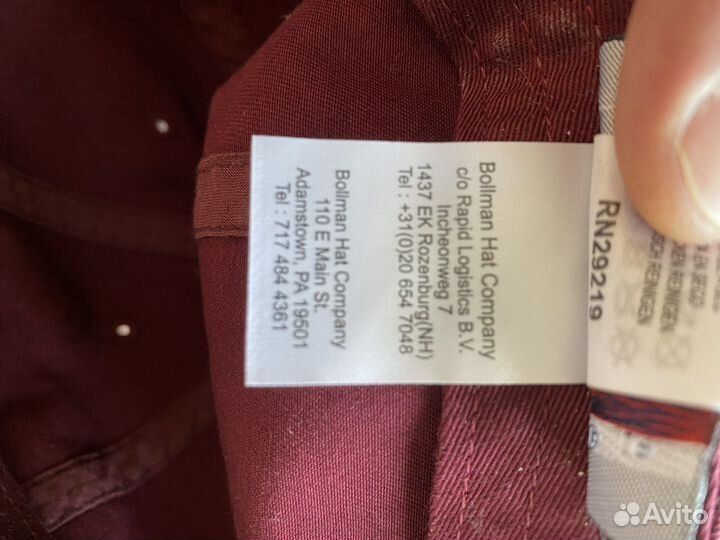 Bollman Hat Company
c/o Rapid Logistics B.V.
Incheonweg 7
1437 EK Rozenburg(NH)
Tel : +31(0)20 654 7048
Bollman Hat Company
110 E Main St.
Adamstown, PA 19501
Tel : 717 484 4361
RN29219
REINIGEN
Avito